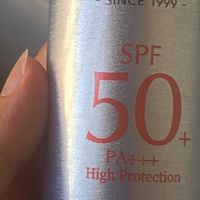 - SINCE 1999 -
SPF
50+
PA+++
High Protection